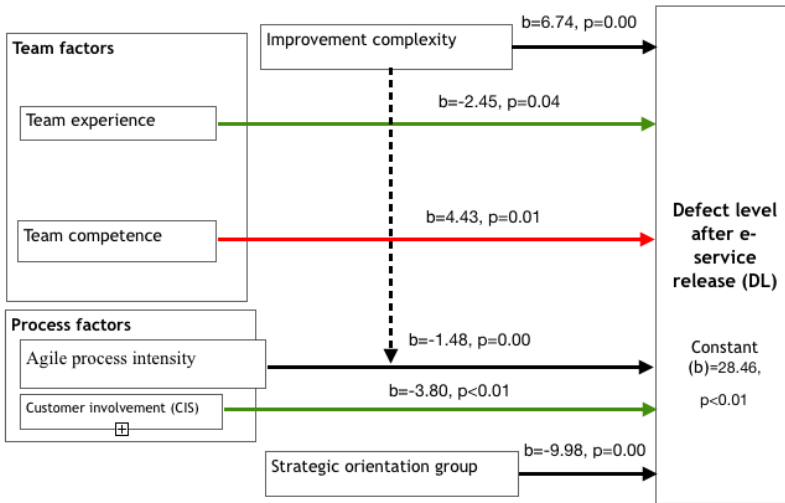 Improvement complexity
b=6.74, p=0.00
Team factors
Team experience
b=-2.45, p=0.04
Team competence
b=4.43, p=0.01
Process factors
Agile process intensity
b=-1.48, p=0.00
Customer involvement (CIS)
b=-3.80, p<0.01
Strategic orientation group
b=-9.98, p=0.00
Defect level
after e-
service
release (DL)
Constant
(b)=28.46,
p<0.01